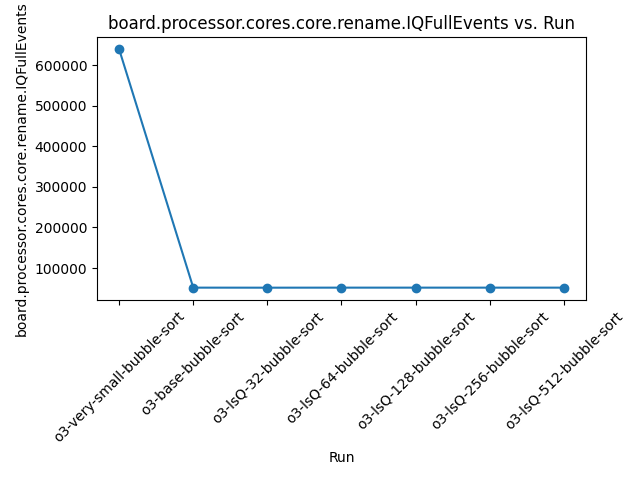 board.processor.cores.core.rename.IQFullEvents vs. Run
board.processor.cores.core.rename.IQFullEvents
600000
500000
400000
300000
200000
100000
o3-very-small-bubble-sort
o3-base-bubble-sort
o3-lsQ-32-bubble-sort
o3-lsQ-64-bubble-sort
o3-lsQ-128-bubble-sort
o3-lsQ-256-bubble-sort
o3-lsQ-512-bubble-sort
Run